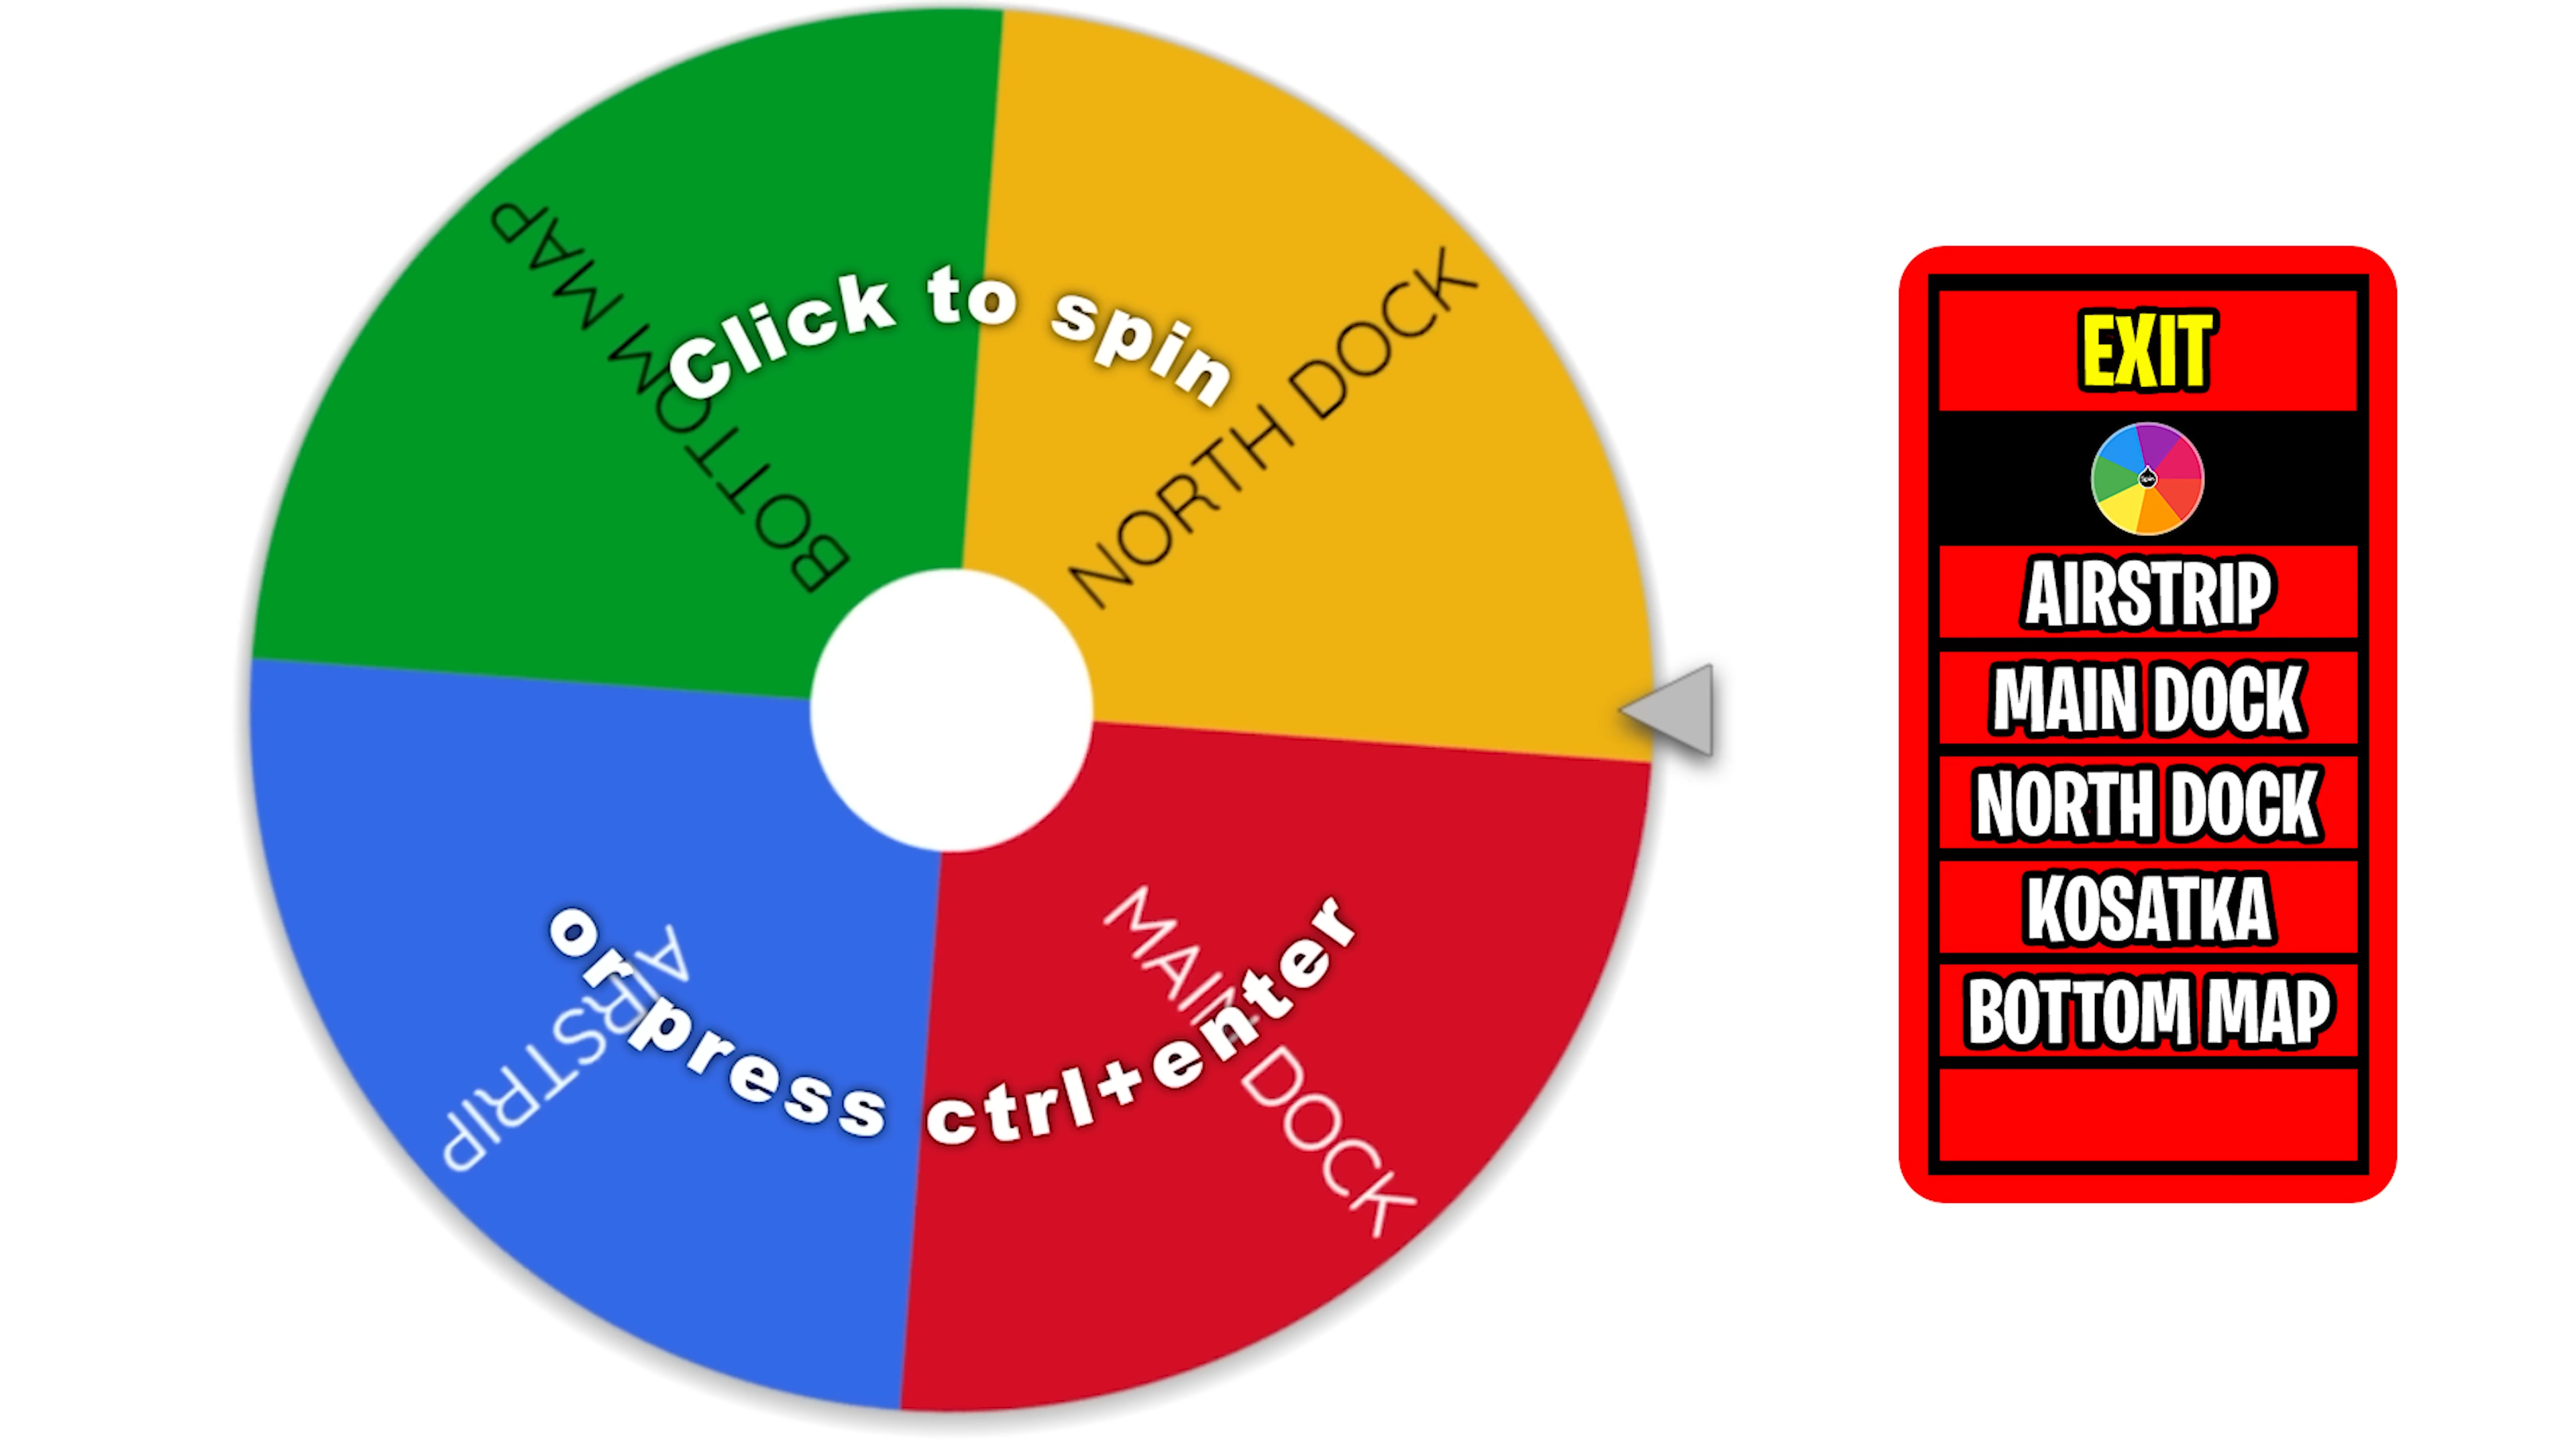 Click to spin
BOTTOM MAP
NORTH DOCK
AIRSTRIP
MAIN DOCK
or press ctrl+enter
EXIT
Spin
AIRSTRIP
MAIN DOCK
NORTH DOCK
KOSATKA
BOTTOM MAP